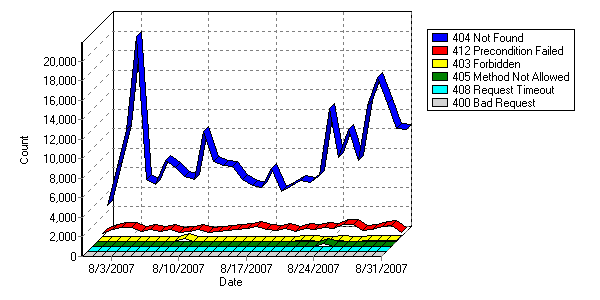 404 Not Found
412 Precondition Failed
403 Forbidden
405 Method Not Allowed
408 Request Timeout
400 Bad Request
20,000
18,000
16,000
14,000
12,000
10,000
8,000
6,000
4,000
2,000
0
Count
8/3/2007 8/10/2007 8/17/2007 8/24/2007 8/31/2007
Date